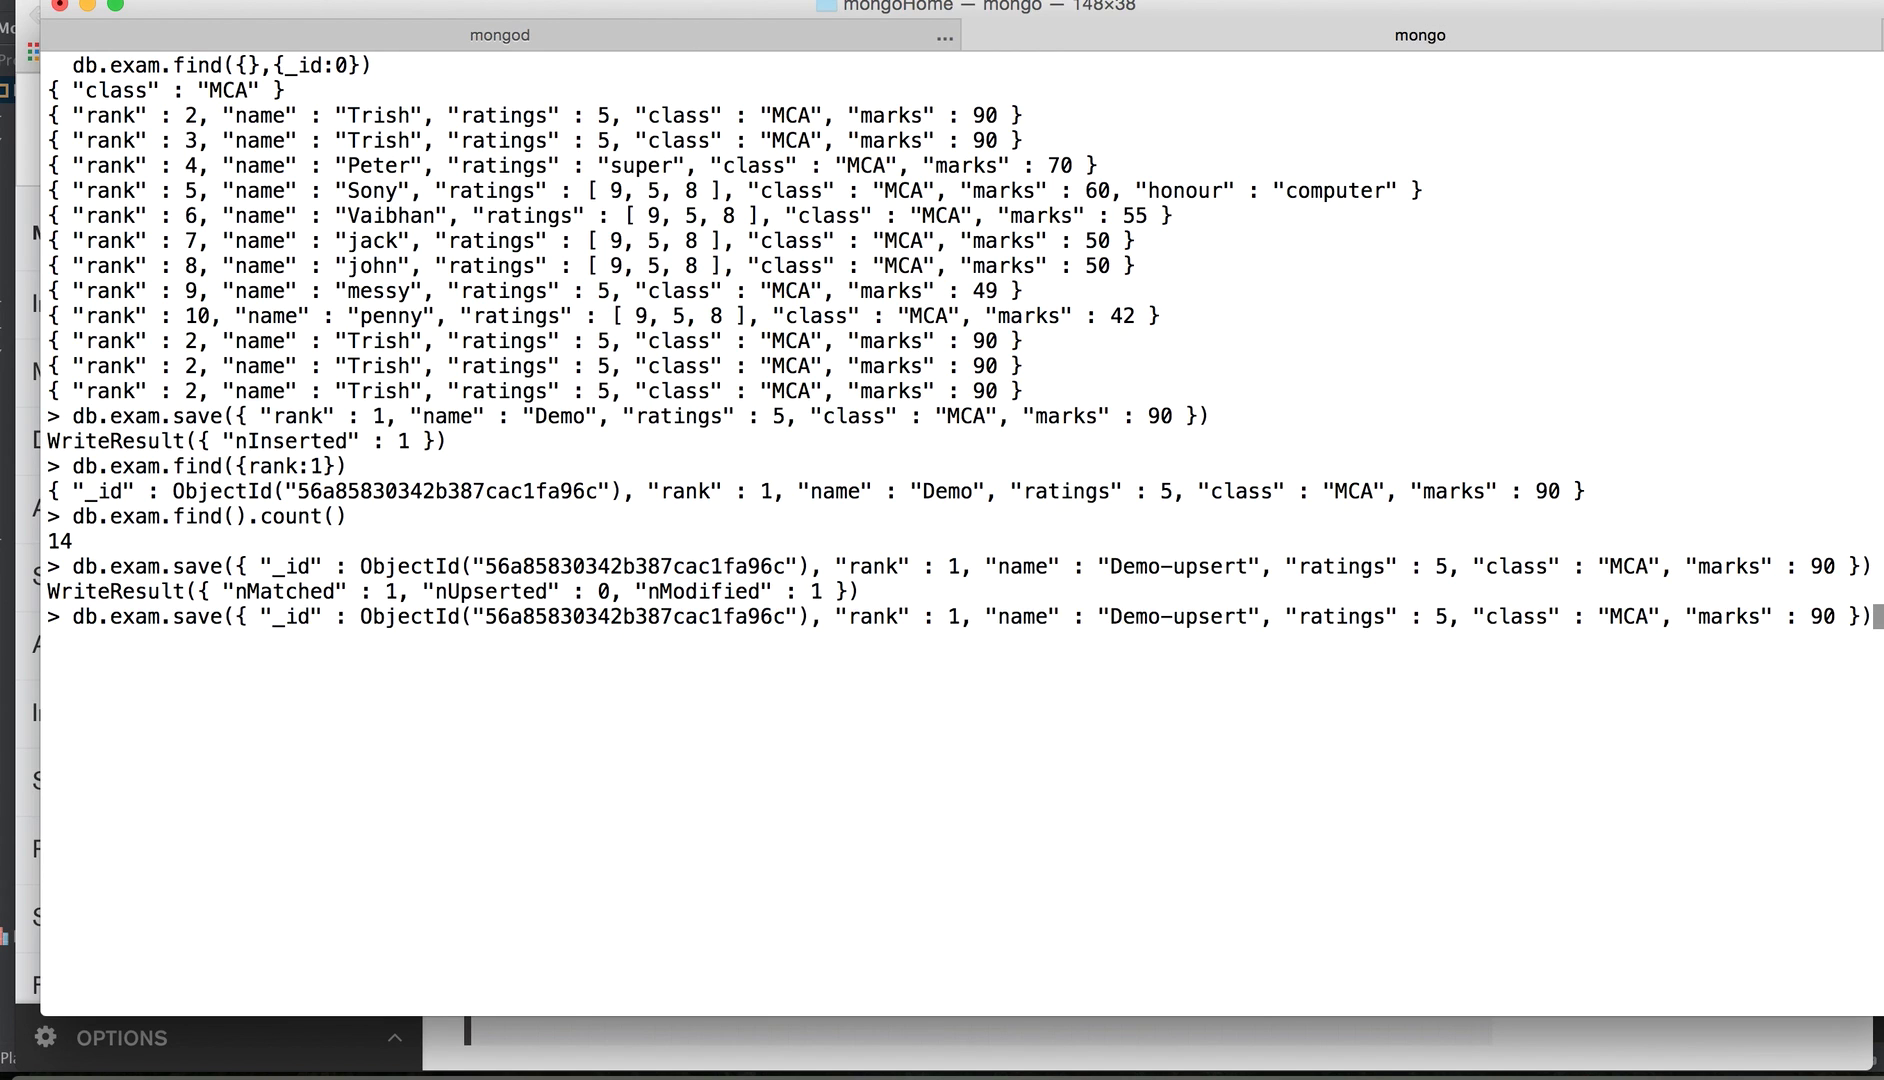 mongoHome — mongo — 148×38
mongod
...
mongo
db.exam.find({},{_id:0})
{ "class" : "MCA" }
{ "rank" : 2, "name" : "Trish", "ratings" : 5, "class" : "MCA", "marks" : 90 }
{ "rank" : 3, "name" : "Trish", "ratings" : 5, "class" : "MCA", "marks" : 90 }
{ "rank" : 4, "name" : "Peter", "ratings" : "super", "class" : "MCA", "marks" : 70 }
{ "rank" : 5, "name" : "Sony", "ratings" : [ 9, 5, 8 ], "class" : "MCA", "marks" : 60, "honour" : "computer" }
{ "rank" : 6, "name" : "Vaibhan", "ratings" : [ 9, 5, 8 ], "class" : "MCA", "marks" : 55 }
{ "rank" : 7, "name" : "jack", "ratings" : [ 9, 5, 8 ], "class" : "MCA", "marks" : 50 }
{ "rank" : 8, "name" : "john", "ratings" : [ 9, 5, 8 ], "class" : "MCA", "marks" : 50 }
{ "rank" : 9, "name" : "messy", "ratings" : 5, "class" : "MCA", "marks" : 49 }
{ "rank" : 10, "name" : "penny", "ratings" : [ 9, 5, 8 ], "class" : "MCA", "marks" : 42 }
{ "rank" : 2, "name" : "Trish", "ratings" : 5, "class" : "MCA", "marks" : 90 }
{ "rank" : 2, "name" : "Trish", "ratings" : 5, "class" : "MCA", "marks" : 90 }
{ "rank" : 2, "name" : "Trish", "ratings" : 5, "class" : "MCA", "marks" : 90 }
> db.exam.save({ "rank" : 1, "name" : "Demo", "ratings" : 5, "class" : "MCA", "marks" : 90 })
WriteResult({ "nInserted" : 1 })
> db.exam.find({rank:1})
{ "_id" : ObjectId("56a85830342b387cac1fa96c"), "rank" : 1, "name" : "Demo", "ratings" : 5, "class" : "MCA", "marks" : 90 }
> db.exam.find().count()
14
> db.exam.save({ "_id" : ObjectId("56a85830342b387cac1fa96c"), "rank" : 1, "name" : "Demo-upsert", "ratings" : 5, "class" : "MCA", "marks" : 90 })
WriteResult({ "nMatched" : 1, "nUpserted" : 0, "nModified" : 1 })
> db.exam.save({ "_id" : ObjectId("56a85830342b387cac1fa96c"), "rank" : 1, "name" : "Demo-upsert", "ratings" : 5, "class" : "MCA", "marks" : 90 })
OPTIONS